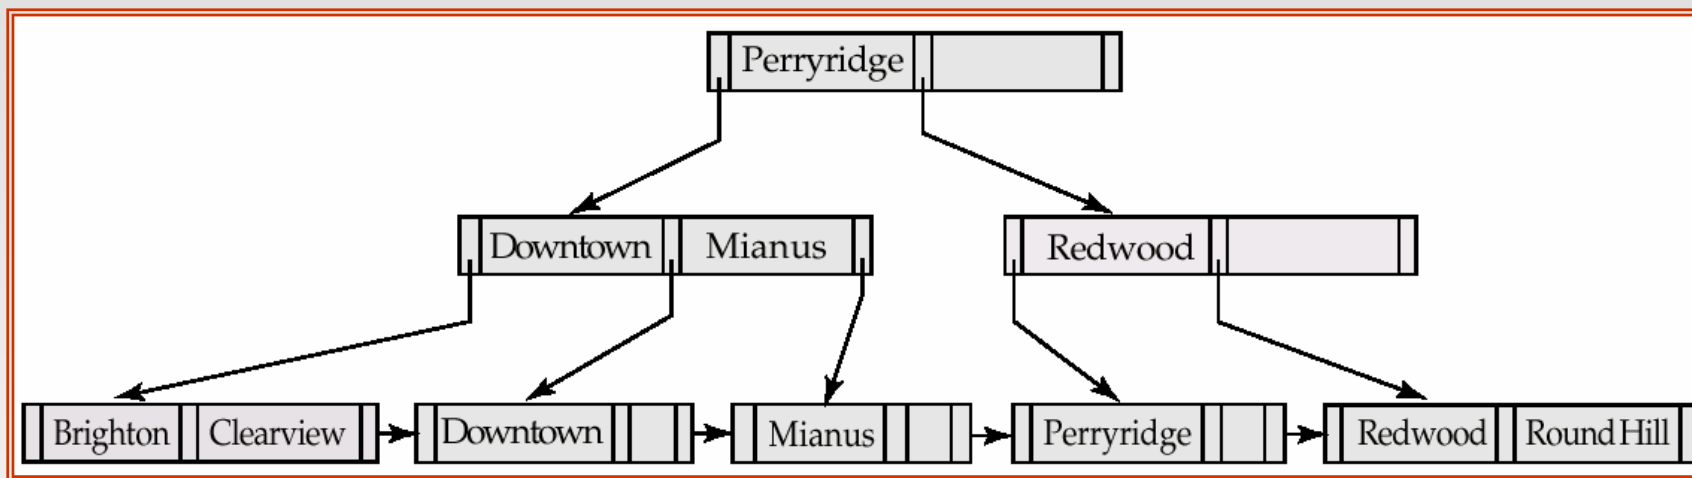 Perryridge
Downtown Mianus Redwood
Brighton Clearview Downtown Mianus Perryridge Redwood Round Hill